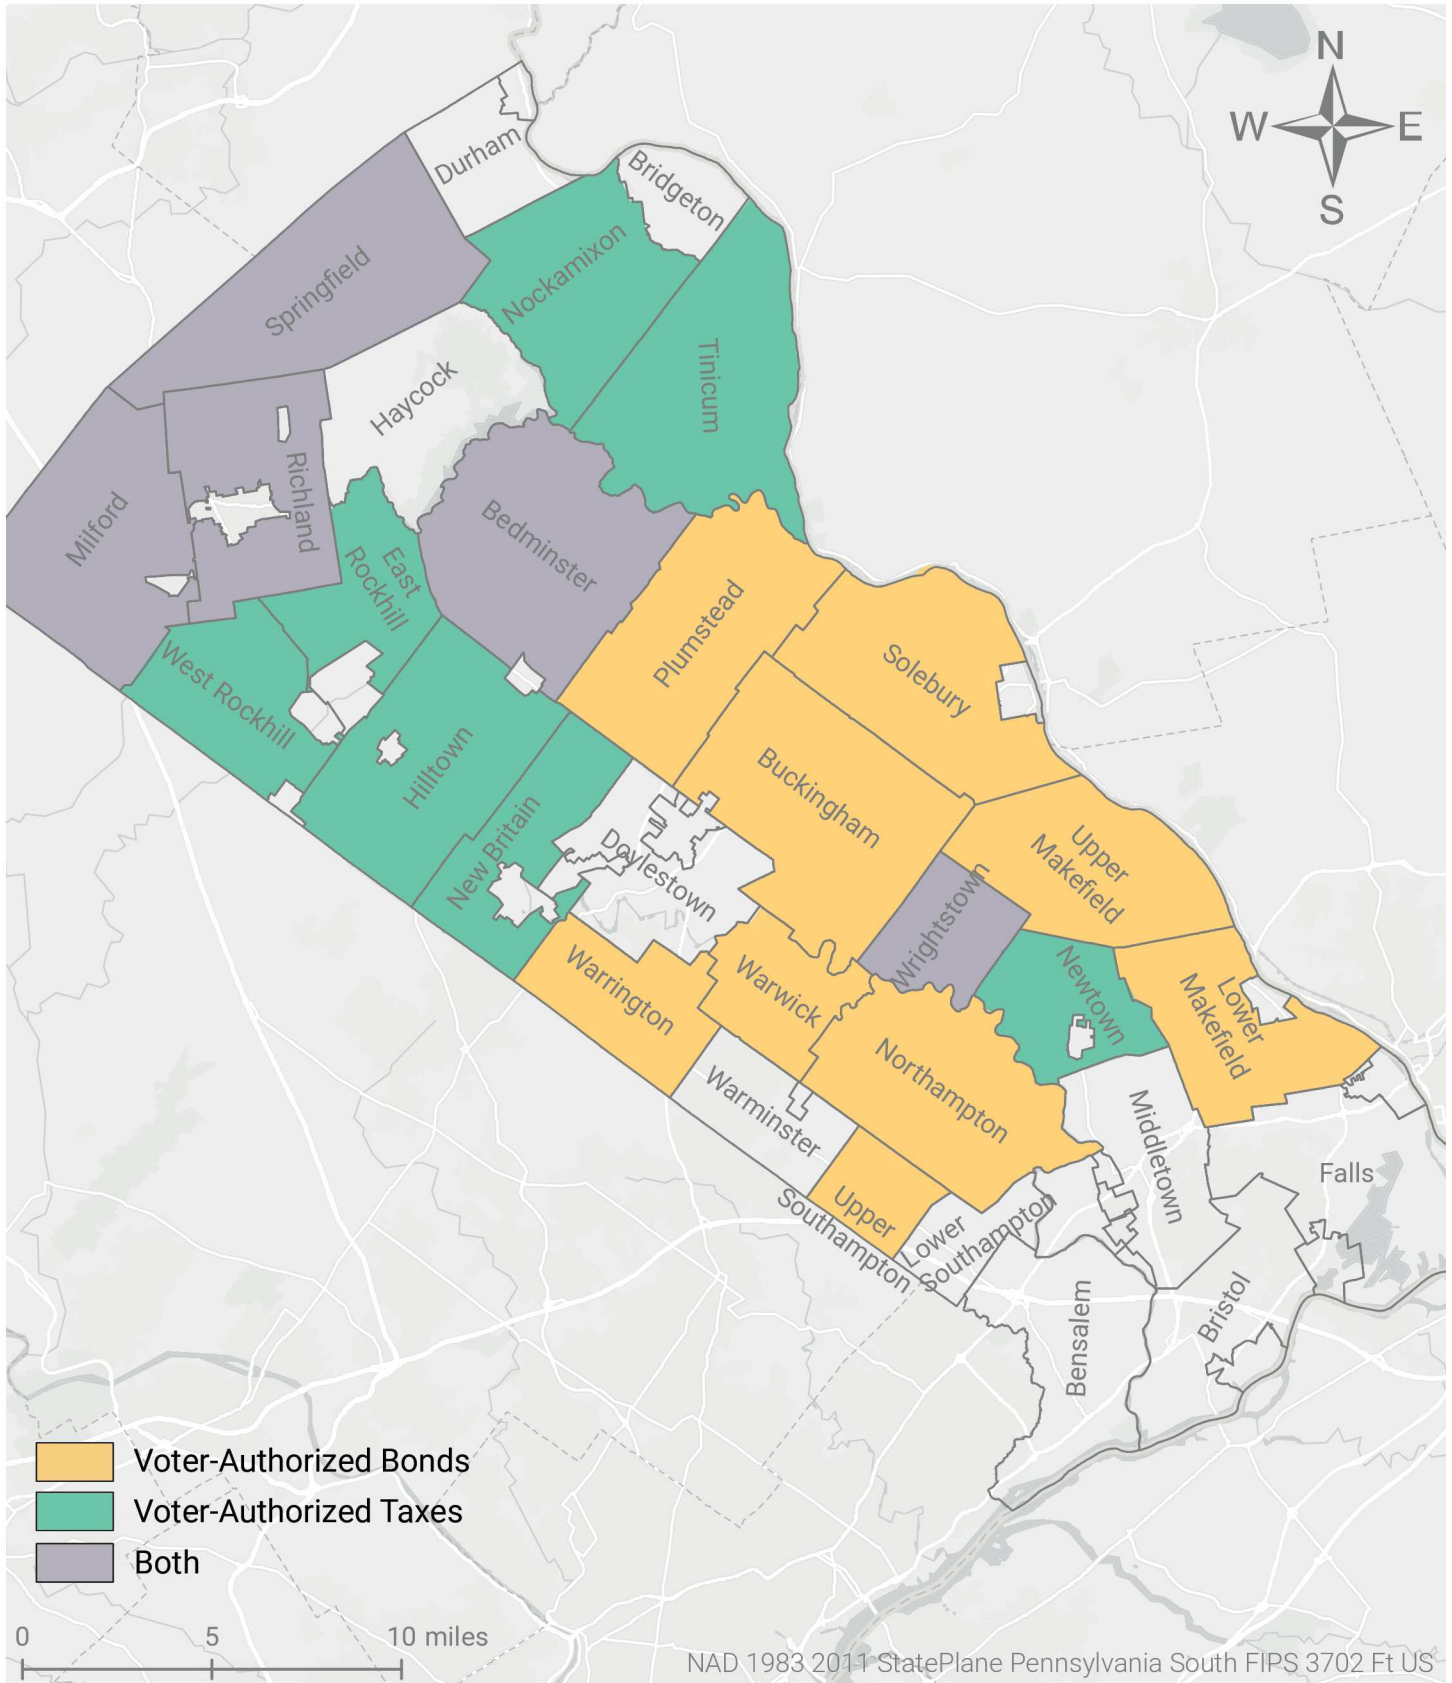 N
W E
S
Durham
Bridgeton
Springfield
Nockamixon
Tinicum
Haycock
Richland
Milford
Bedminster
East
Rockhill
West Rockhill
Plumstead
Solebury
Hilltown
Buckingham
New Britain
Doylestown
Upper
Makefield
Wrightstown
Warrington
Warwick
Newtown
Lower
Makefield
Northampton
Warminster
Middletown
Falls
Upper
Southampton
Lower
Southampton
Bensalem
Bristol
Voter-Authorized Bonds
Voter-Authorized Taxes
Both
0 5 10 miles
NAD 1983 2011 StatePlane Pennsylvania South FIPS 3702 Ft US